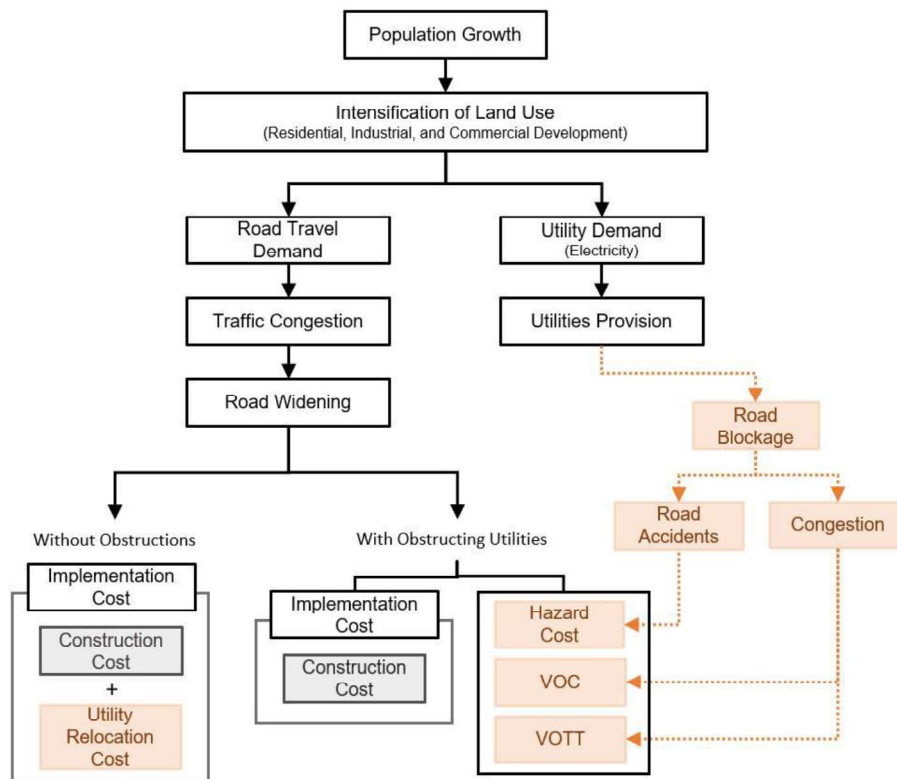 Population Growth
Intensification of Land Use
(Residential, Industrial, and Commercial Development)
Road Travel
Demand
Utility Demand
(Electricity)
Traffic Congestion
Utilities Provision
Road Widening
Road
Blockage
Road
Accidents
Congestion
Without Obstructions
With Obstructing Utilities
Implementation
Cost
Construction
Cost
+
Utility
Relocation
Cost
Implementation
Cost
Construction
Cost
Hazard
Cost
VOC
VOTT